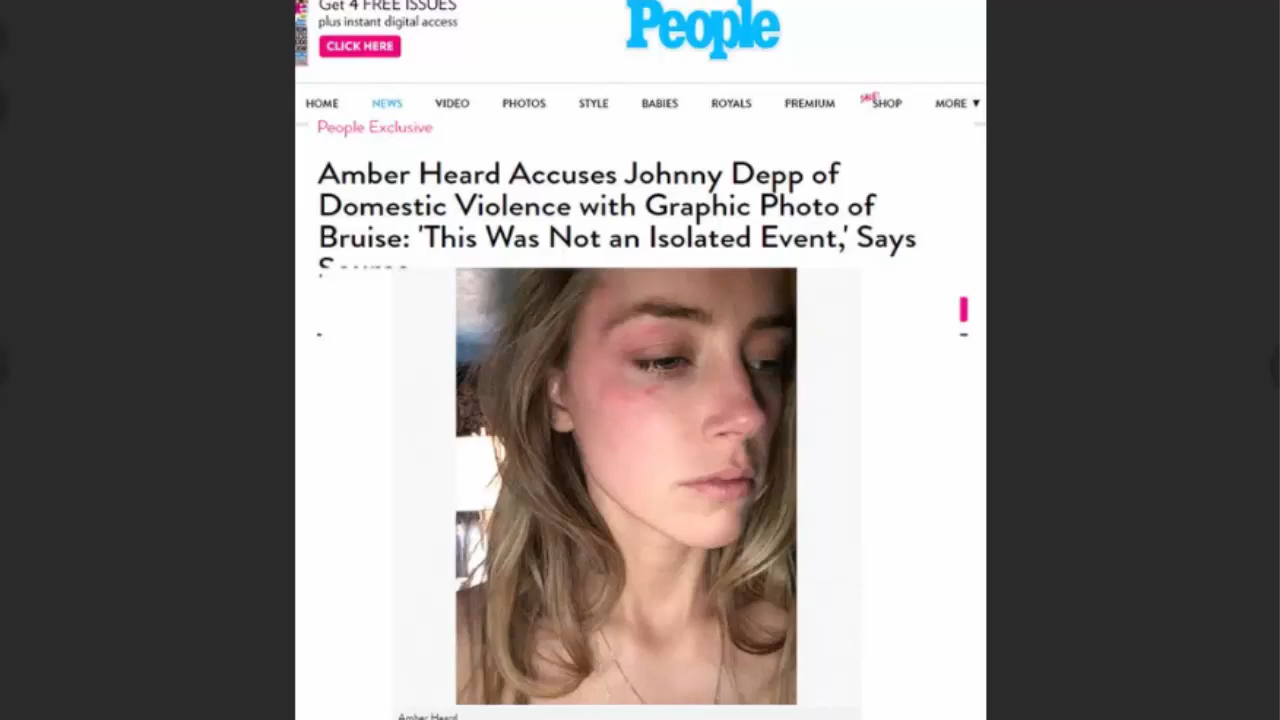 Get 4 FREE ISSUES
plus instant digital access
CLICK HERE
People
HOME NEWS VIDEO PHOTOS STYLE BABIES ROYALS PREMIUM SALE! SHOP MORE ▼
People Exclusive
Amber Heard Accuses Johnny Depp of
Domestic Violence with Graphic Photo of
Bruise: 'This Was Not an Isolated Event,' Says
Amber Heard